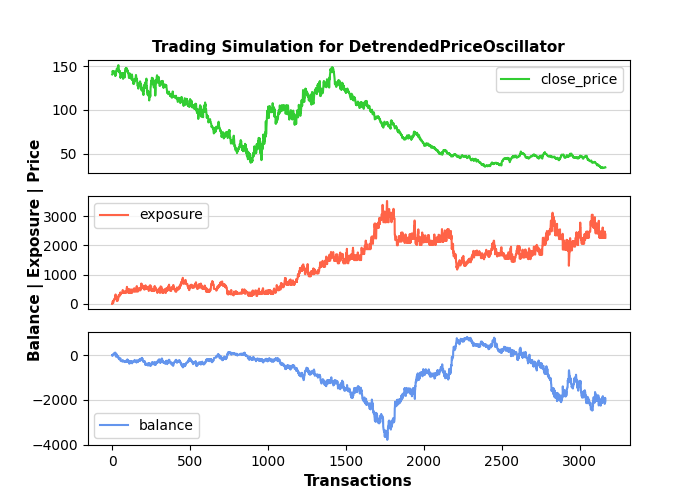 Trading Simulation for DetrendedPriceOscillator
150
100
50
close_price
3000
2000
1000
0
exposure
Balance | Exposure | Price
0
−2000
−4000
balance
0 500 1000 1500 2000 2500 3000
Transactions